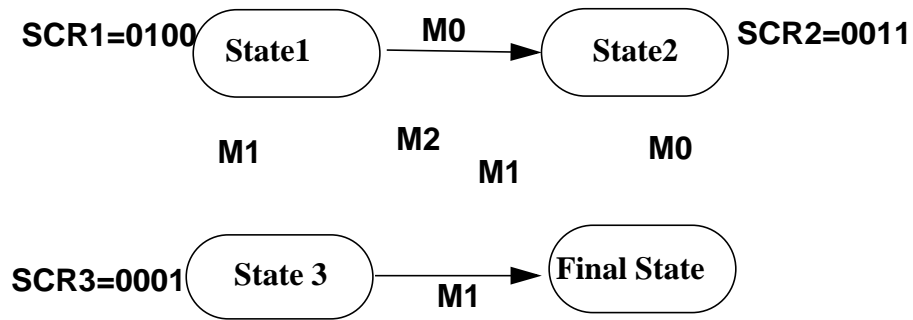 SCR1=0100 State1 M0 State2 SCR2=0011
M1 M2 M0
M1
SCR3=0001 State 3 M1 Final State